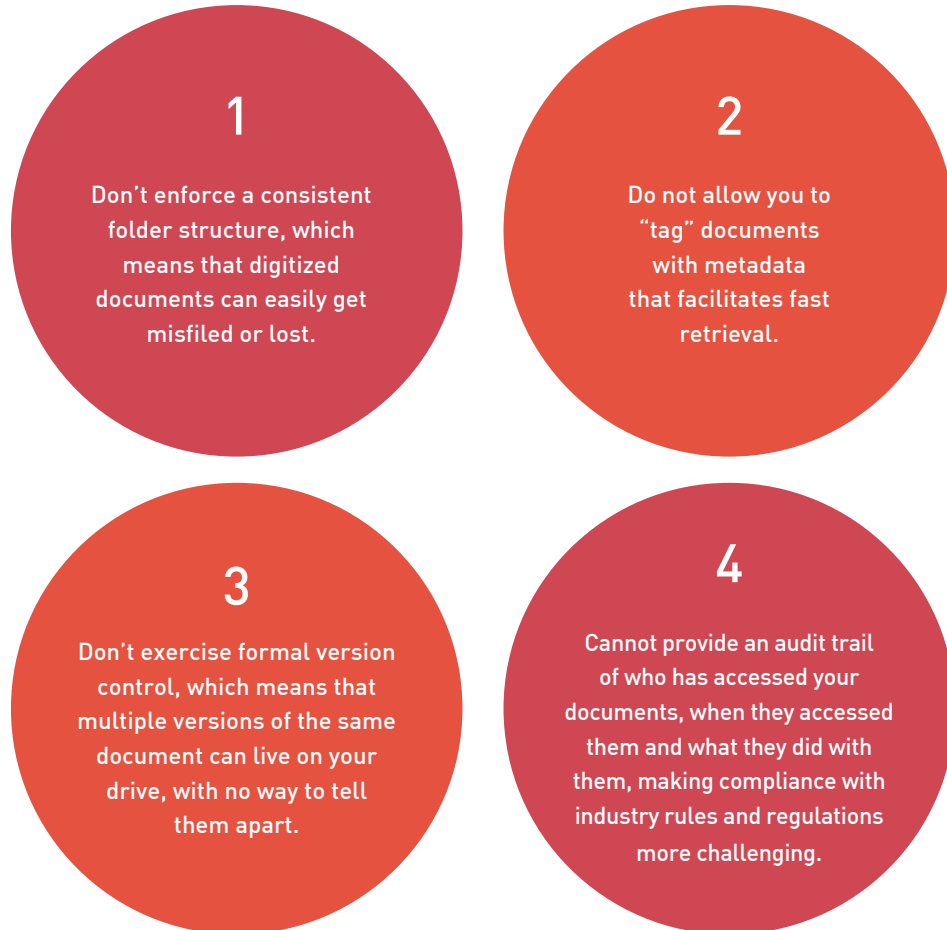 1
Don’t enforce a consistent
folder structure, which
means that digitized
documents can easily get
misfiled or lost.
2
Do not allow you to
“tag” documents
with metadata
that facilitates fast
retrieval.
3
Don’t exercise formal version
control, which means that
multiple versions of the same
document can live on your
drive, with no way to tell
them apart.
4
Cannot provide an audit trail
of who has accessed your
documents, when they accessed
them and what they did with
them, making compliance with
industry rules and regulations
more challenging.